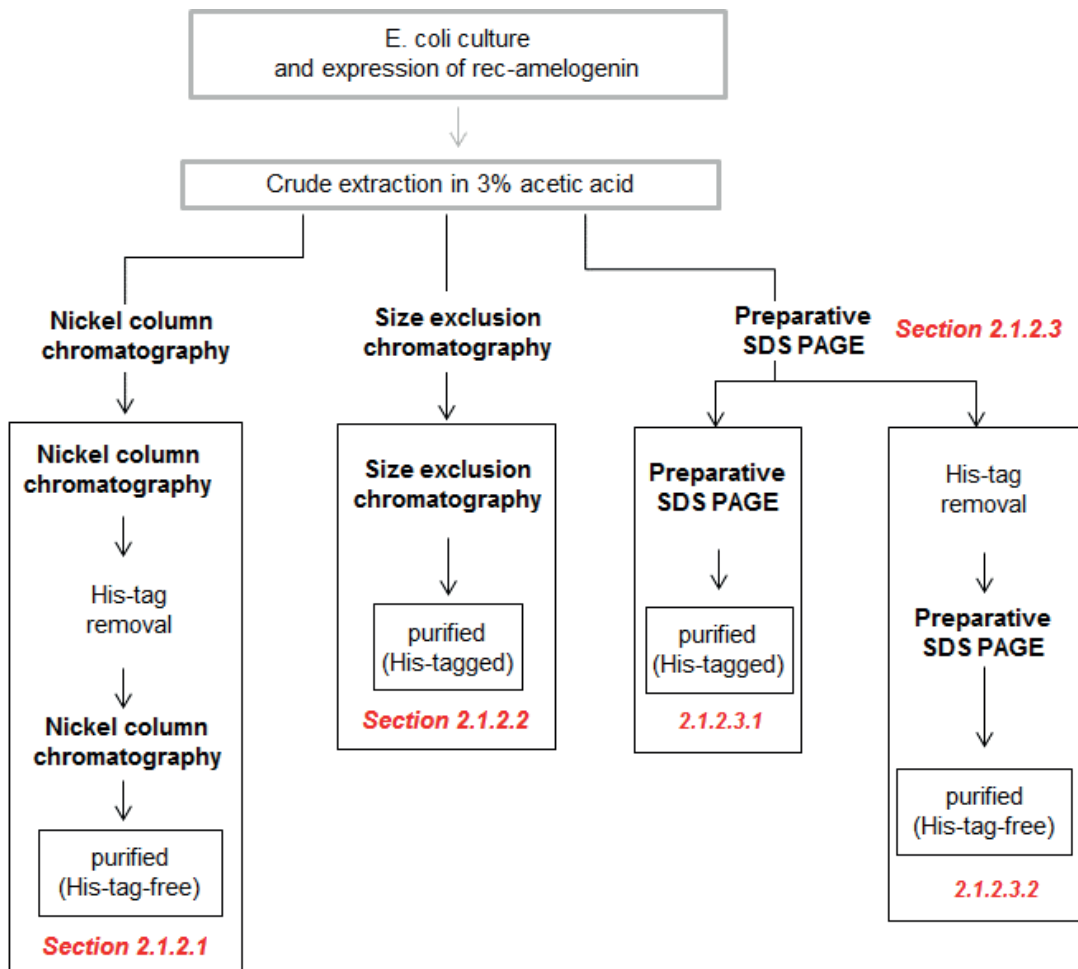 E. coli culture
and expression of rec-amelogenin
Crude extraction in 3% acetic acid
Nickel column
chromatography
Size exclusion
chromatography
Preparative
SDS PAGE
Section 2.1.2.3
Nickel column
chromatography
His-tag
removal
Nickel column
chromatography
purified
(His-tag-free)
Section 2.1.2.1
Size exclusion
chromatography
purified
(His-tagged)
Section 2.1.2.2
Preparative
SDS PAGE
purified
(His-tagged)
2.1.2.3.1
His-tag
removal
Preparative
SDS PAGE
purified
(His-tag-free)
2.1.2.3.2